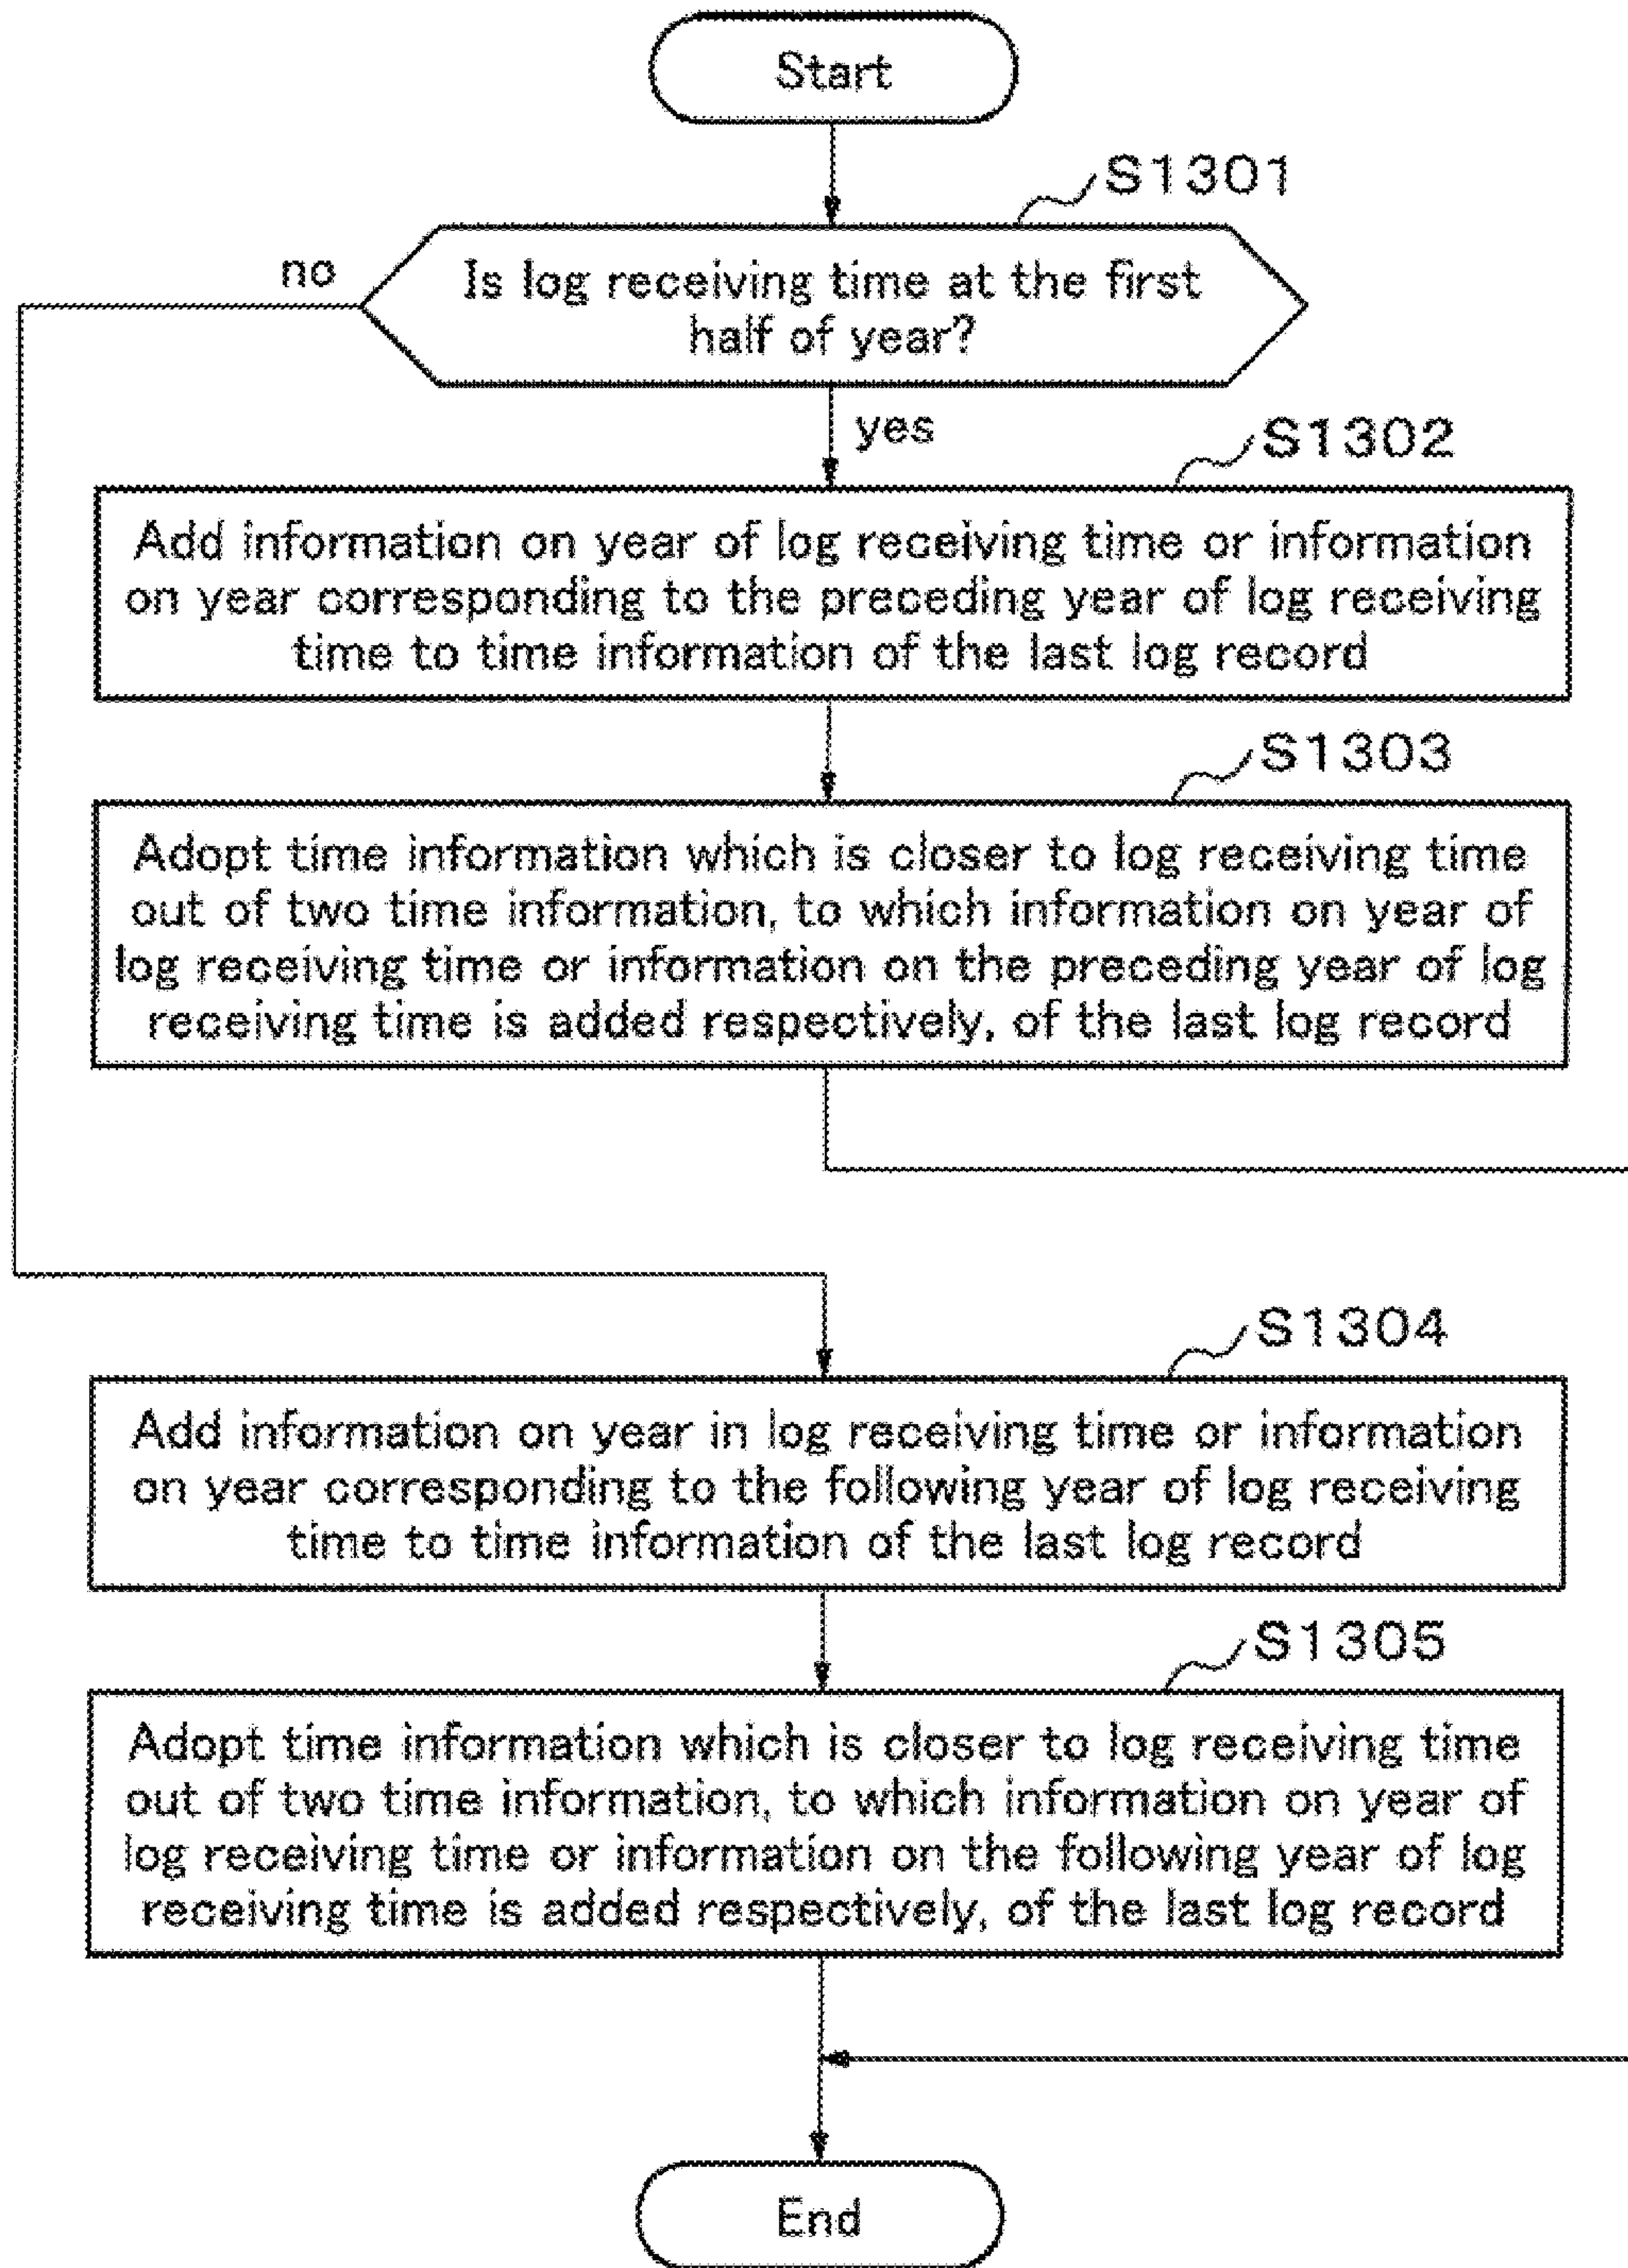 Start
S1301
no
Is log receiving time at the first
half of year?
yes
S1302
Add information on year of log receiving time or information
on year corresponding to the preceding year of log receiving
time to time information of the last log record
S1303
Adopt time information which is closer to log receiving time
out of two time information, to which information on year of
log receiving time or information on the preceding year of log
receiving time is added respectively, of the last log record
S1304
Add information on year in log receiving time or information
on year corresponding to the following year of log receiving
time to time information of the last log record
S1305
Adopt time information which is closer to log receiving time
out of two time information, to which information on year of
log receiving time or information on the following year of log
receiving time is added respectively, of the last log record
End